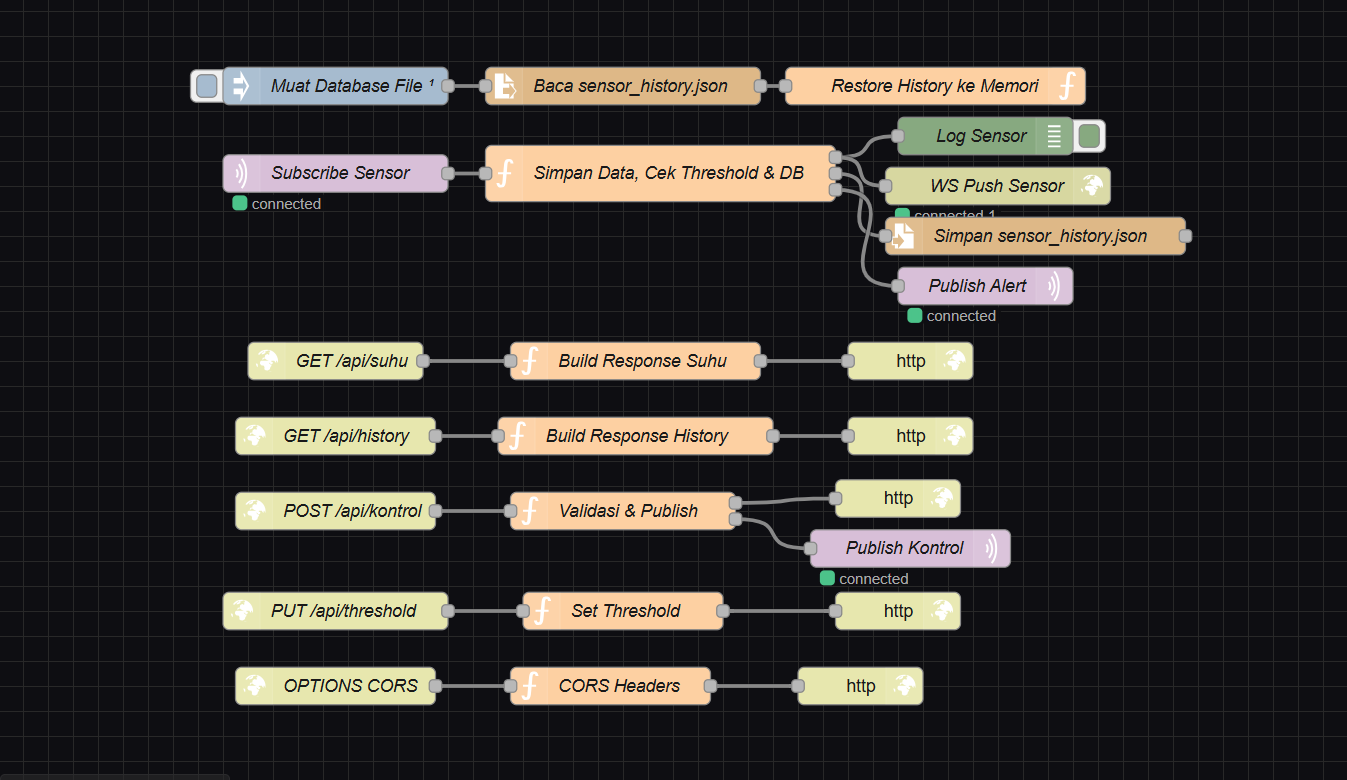 Muat Database File ¹
Baca sensor_history.json
Restore History ke Memori
Log Sensor
Subscribe Sensor
connected
Simpan Data, Cek Threshold & DB
WS Push Sensor
connected 1
Simpan sensor_history.json
Publish Alert
connected
GET /api/suhu
Build Response Suhu
http
GET /api/history
Build Response History
http
POST /api/kontrol
Validasi & Publish
http
Publish Kontrol
connected
PUT /api/threshold
Set Threshold
http
OPTIONS CORS
CORS Headers
http